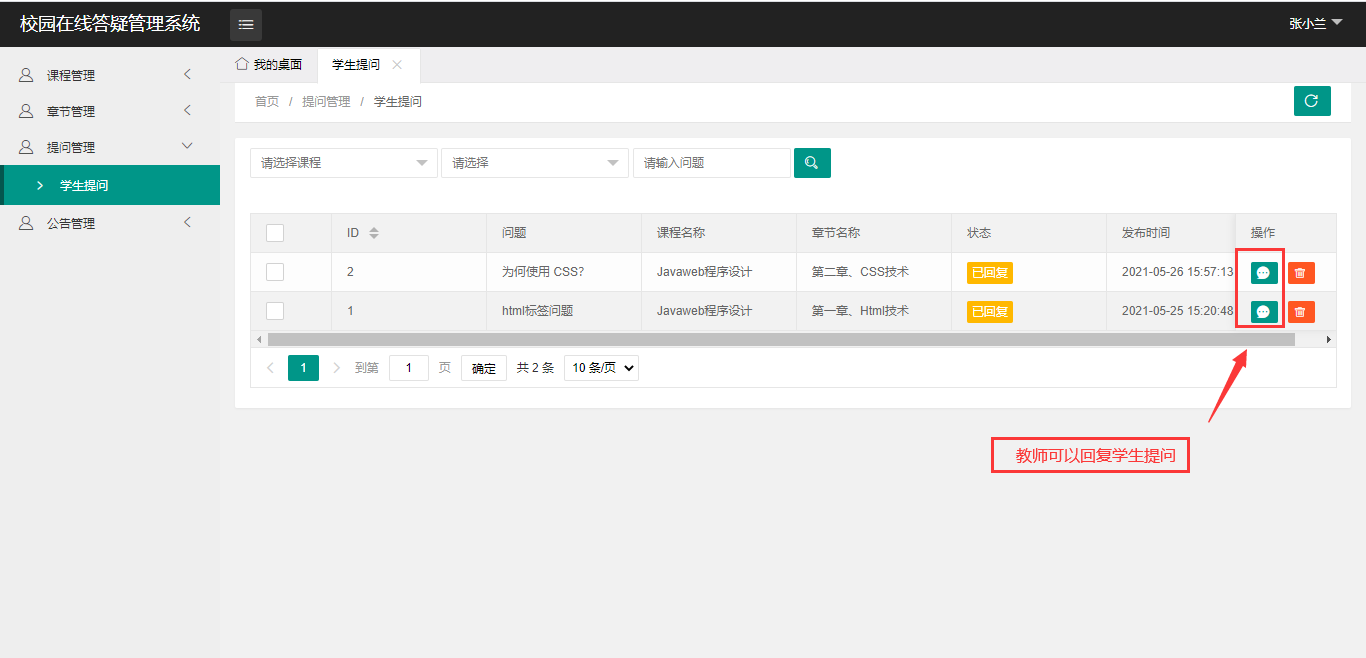 校园在线答疑管理系统
张小兰
课程管理
章节管理
提问管理
学生提问
公告管理
我的桌面
学生提问
首页 / 提问管理 / 学生提问
请选择课程
请选择
请输入问题
ID 问题 课程名称 章节名称 状态 发布时间 操作
2 为何使用 CSS? Javaweb程序设计 第二章、CSS技术 已回复 2021-05-26 15:57:13
1 html标签问题 Javaweb程序设计 第一章、Html技术 已回复 2021-05-25 15:20:48
1 到第 1 页 确定 共 2 条 10 条/页
教师可以回复学生提问